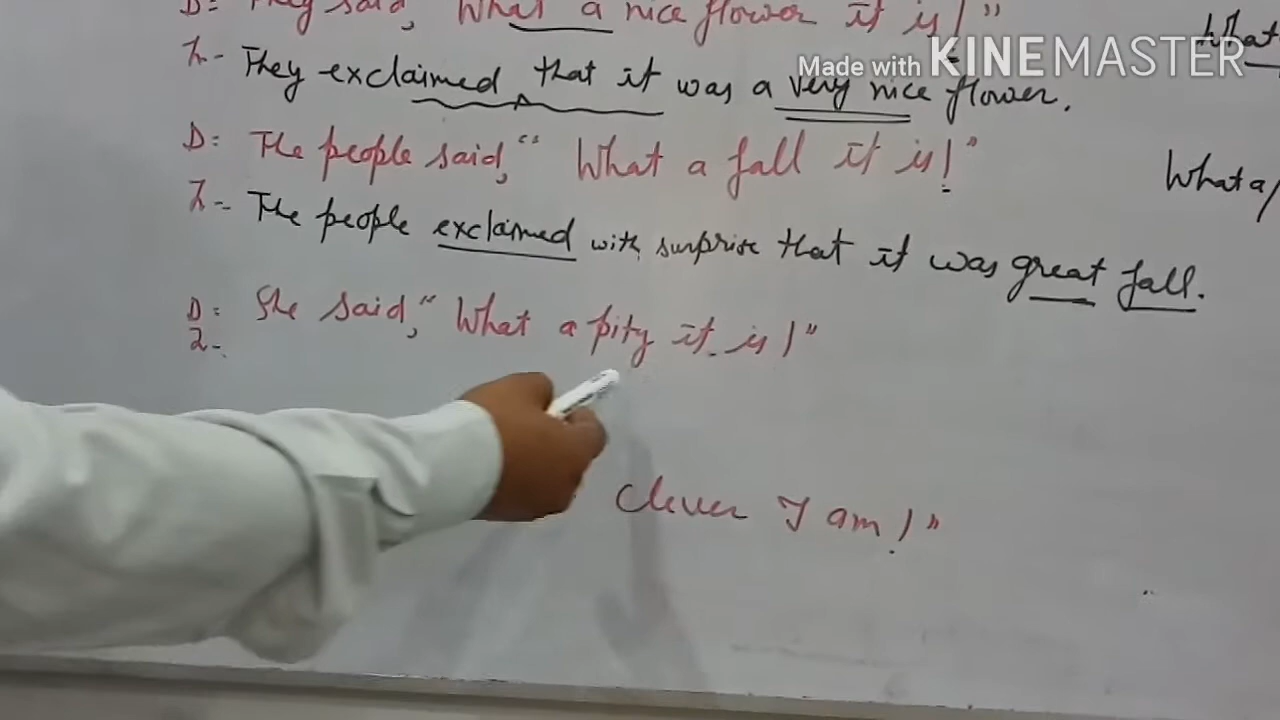 D: They said, What a nice flower it is!”
What
Made with KINEMASTER
I- They exclaimed that it was a very nice flower.
D: The people said,“ What a fall it is!”
What a/
I- The people exclaimed with surprise that it was great fall.
D: She said,“ What a pity it is!”
I-
Clever I am!”